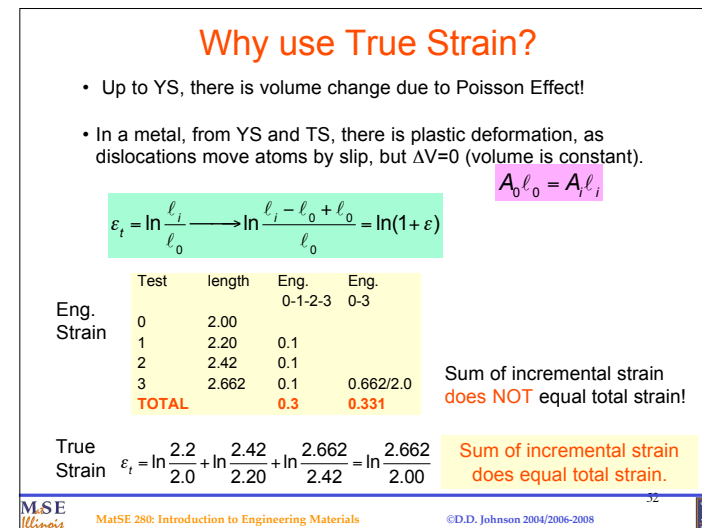 Why use True Strain?
• Up to YS, there is volume change due to Poisson Effect!
• In a metal, from YS and TS, there is plastic deformation, as
dislocations move atoms by slip, but ΔV=0 (volume is constant).
A₀ℓ₀ = Aᵢℓᵢ
εₜ = ln ℓᵢ/ℓ₀ ⟶ ln (ℓᵢ − ℓ₀ + ℓ₀)/ℓ₀ = ln(1+ ε)
Eng.
Strain
Test length Eng. Eng.
0-1-2-3 0-3
0 2.00
1 2.20 0.1
2 2.42 0.1
3 2.662 0.1 0.662/2.0
TOTAL 0.3 0.331
Sum of incremental strain
does NOT equal total strain!
True
Strain
εₜ = ln 2.2/2.0 + ln 2.42/2.20 + ln 2.662/2.42 = ln 2.662/2.00
Sum of incremental strain
does equal total strain.
52
MSE
Illinois
MatSE 280: Introduction to Engineering Materials
©D.D. Johnson 2004/2006-2008